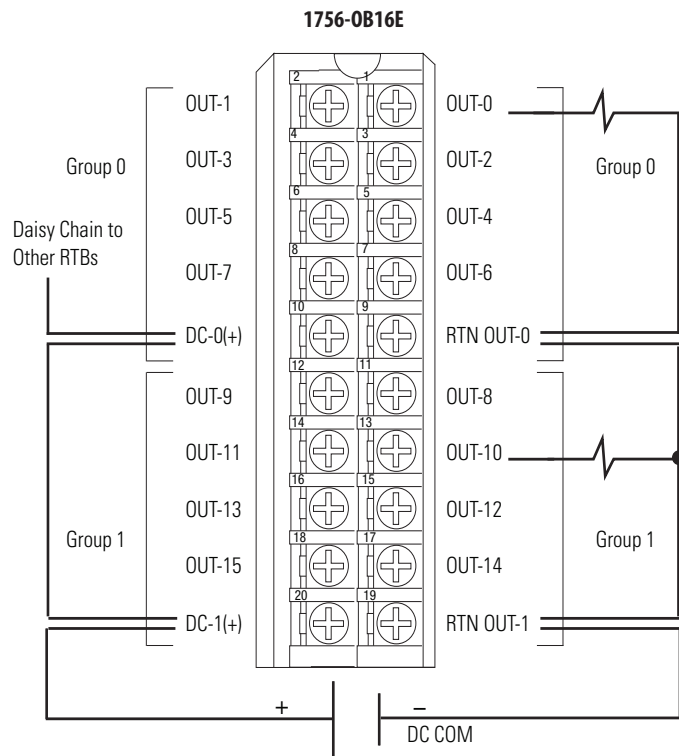 1756-OB16E
2 1
OUT-1 OUT-0
4 3
Group 0 OUT-3 OUT-2 Group 0
6 5
Daisy Chain to
Other RTBs
OUT-5 OUT-4
8 7
OUT-7 OUT-6
10 9
DC-0(+) RTN OUT-0
12 11
OUT-9 OUT-8
14 13
OUT-11 OUT-10
16 15
OUT-13 OUT-12
Group 1 Group 1
18 17
OUT-15 OUT-14
20 19
DC-1(+) RTN OUT-1
+ –
DC COM